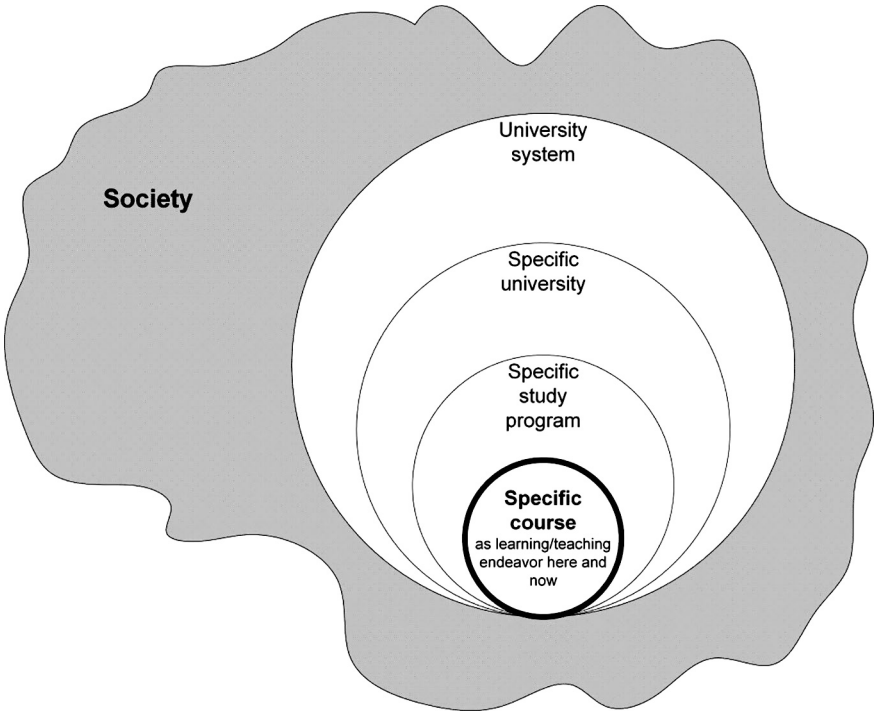 University
system
Society
Specific
university
Specific
study
program
Specific
course
as learning/teaching
endeavor here and
now